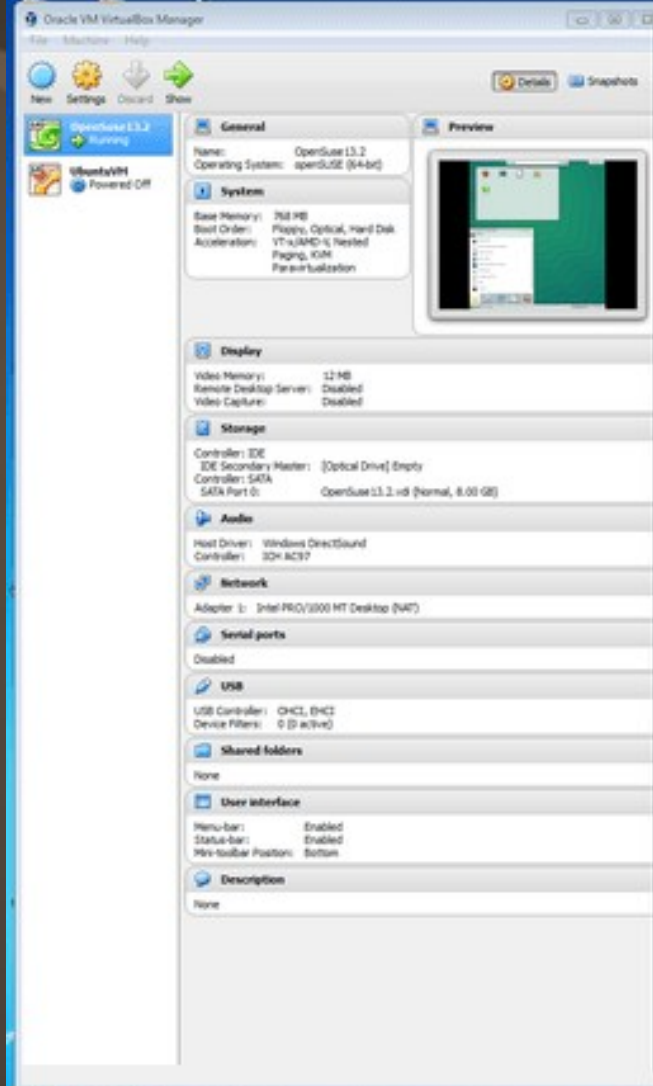 Oracle VM VirtualBox Manager
File Machine Help
New Settings Discard Show
Details Snapshots
OpenSuse13.2
Running
UbuntuVM
Powered Off
General
Name: OpenSuse13.2
Operating System: openSUSE (64-bit)
Preview
System
Base Memory: 768 MB
Boot Order: Floppy, Optical, Hard Disk
Acceleration: VT-x/AMD-V, Nested
Paging, KVM
Paravirtualization
Display
Video Memory: 12 MB
Remote Desktop Server: Disabled
Video Capture: Disabled
Storage
Controller: IDE
IDE Secondary Master: [Optical Drive] Empty
Controller: SATA
SATA Port 0: OpenSuse13.2.vdi (Normal, 8.00 GB)
Audio
Host Driver: Windows DirectSound
Controller: ICH AC97
Network
Adapter 1: Intel PRO/1000 MT Desktop (NAT)
Serial ports
Disabled
USB
USB Controller: OHCI, EHCI
Device Filters: 0 (0 active)
Shared folders
None
User interface
Menu-bar: Enabled
Status-bar: Enabled
Mini-toolbar Position: Bottom
Description
None